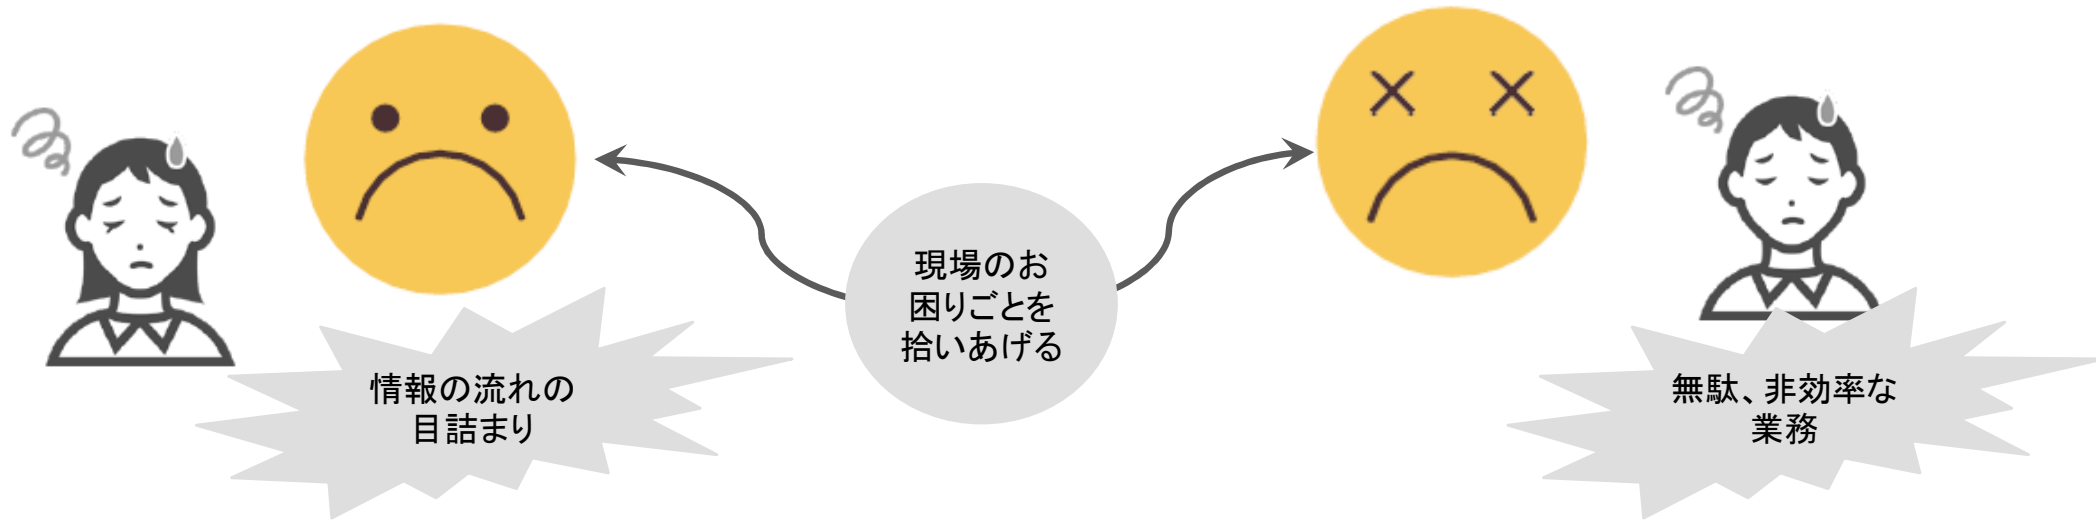 現場のお
困りごとを
拾いあげる
情報の流れの
目詰まり
無駄、非効率な
業務